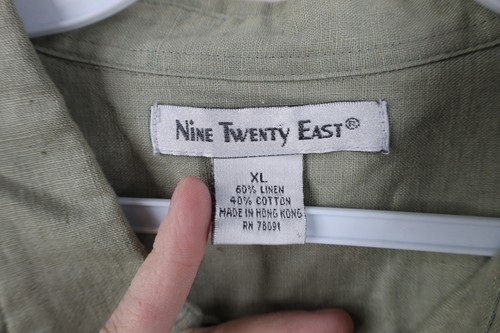 NINE TWENTY EAST®
XL
60% LINEN
40% COTTON
MADE IN HONG KONG
RN 78091